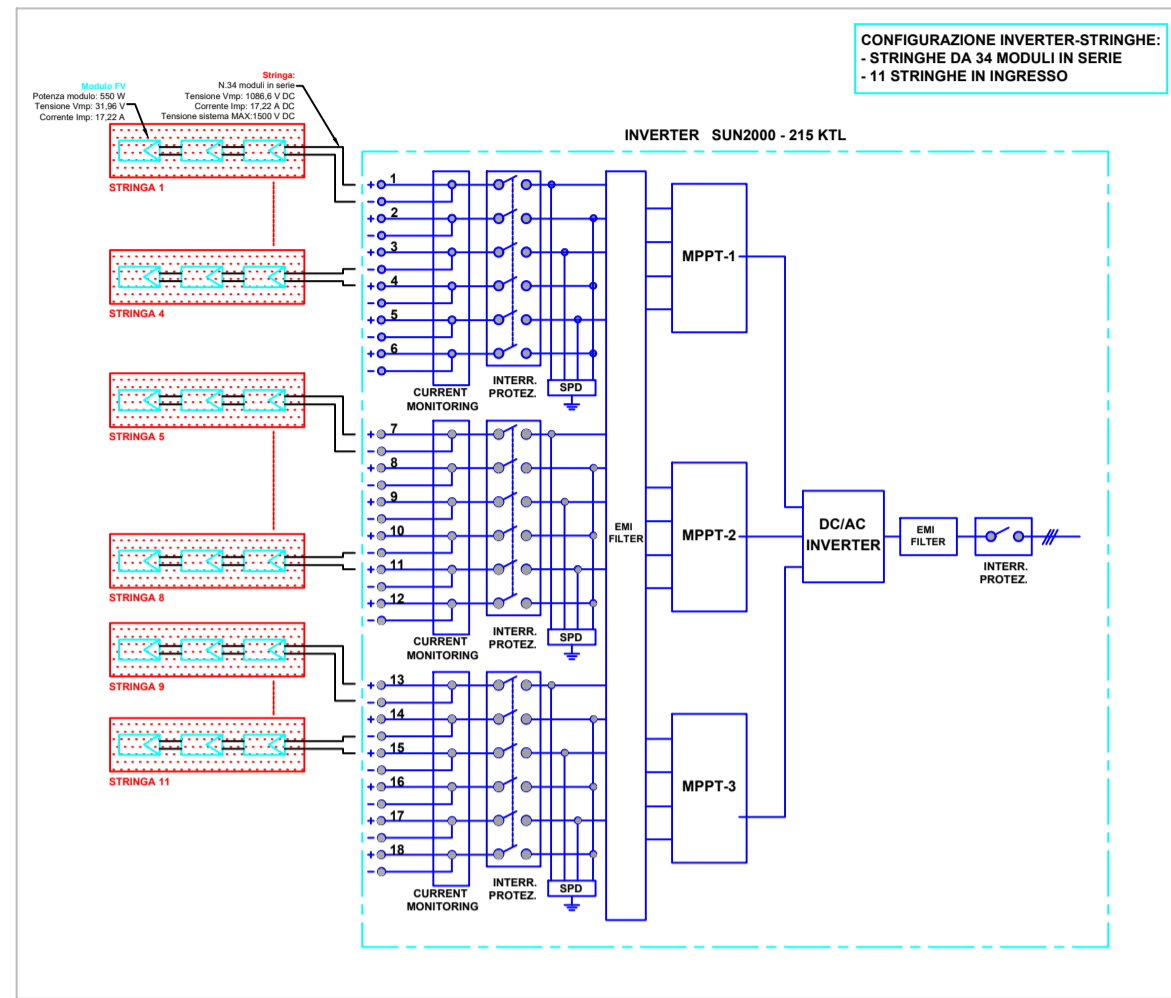 CONFIGURAZIONE INVERTER-STRINGHE:
- STRINGHE DA 34 MODULI IN SERIE
- 11 STRINGHE IN INGRESSO
Modulo FV
Potenza modulo: 550 W
Tensione Vmp: 31,96 V
Corrente Imp: 17,22 A
Stringa:
N.34 moduli in serie
Tensione Vmp: 1086,6 V DC
Corrente Imp: 17,22 A DC
Tensione sistema MAX:1500 V DC
INVERTER SUN2000 - 215 KTL
STRINGA 1
STRINGA 4
STRINGA 5
STRINGA 8
STRINGA 9
STRINGA 11
+ 1
-
+ 2
-
+ 3
-
+ 4
-
+ 5
-
+ 6
-
CURRENT
MONITORING
INTERR.
PROTEZ.
SPD
+ 7
-
+ 8
-
+ 9
-
+ 10
-
+ 11
-
+ 12
-
CURRENT
MONITORING
INTERR.
PROTEZ.
SPD
+ 13
-
+ 14
-
+ 15
-
+ 16
-
+ 17
-
+ 18
-
CURRENT
MONITORING
INTERR.
PROTEZ.
SPD
EMI
FILTER
MPPT-1
MPPT-2
MPPT-3
DC/AC
INVERTER
EMI
FILTER
INTERR.
PROTEZ.